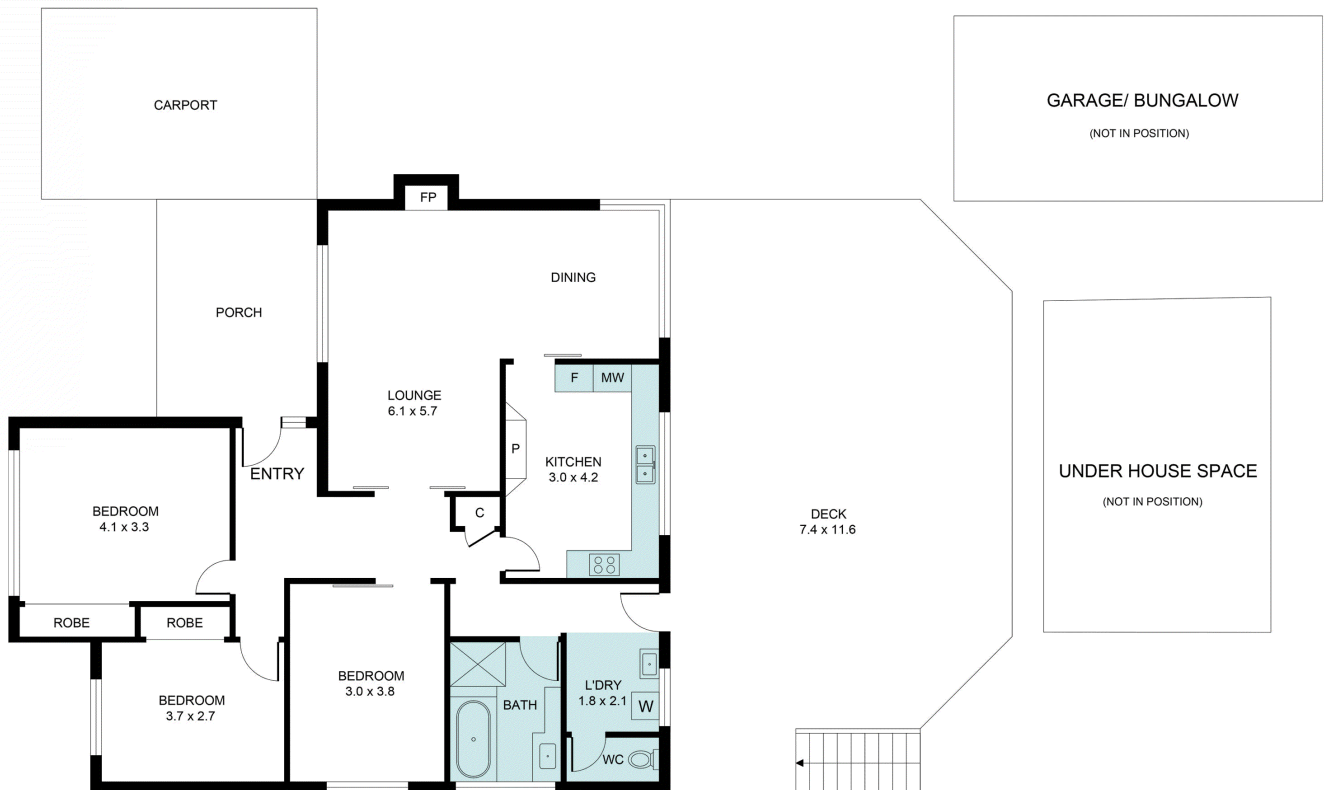 CARPORT
GARAGE/ BUNGALOW
(NOT IN POSITION)
FP
DINING
PORCH
LOUNGE
6.1 x 5.7
F
MW
P
KITCHEN
3.0 x 4.2
ENTRY
C
BEDROOM
4.1 x 3.3
DECK
7.4 x 11.6
UNDER HOUSE SPACE
(NOT IN POSITION)
ROBE
ROBE
BEDROOM
3.7 x 2.7
BEDROOM
3.0 x 3.8
BATH
L'DRY
1.8 x 2.1
W
WC